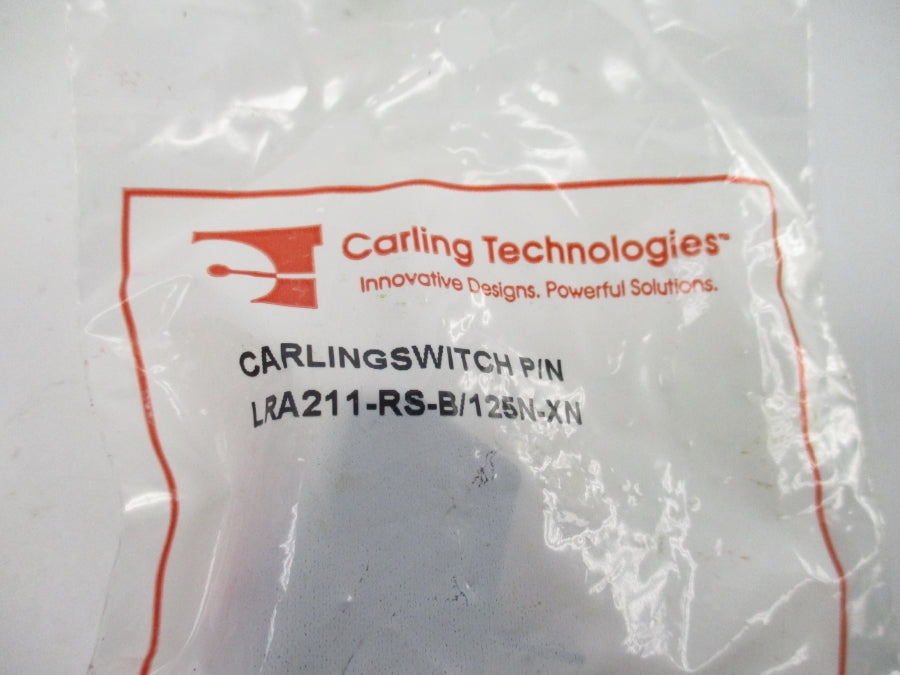 Carling Technologies™
Innovative Designs. Powerful Solutions.
CARLINGSWITCH P/N
LRA211-RS-B/125N-XN